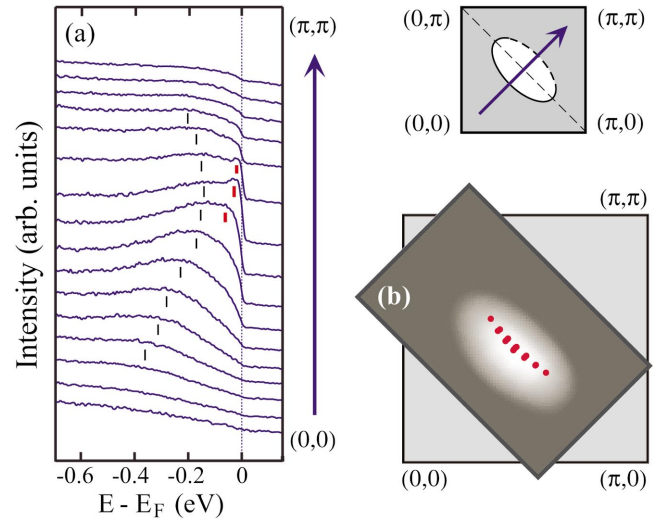 (a)
(π,π)
(0,0)
Intensity (arb. units)
-0.6 -0.4 -0.2 0
E - E_F (eV)
(0,π) (π,π)
(0,0) (π,0)
(π,π)
(b)
(0,0) (π,0)